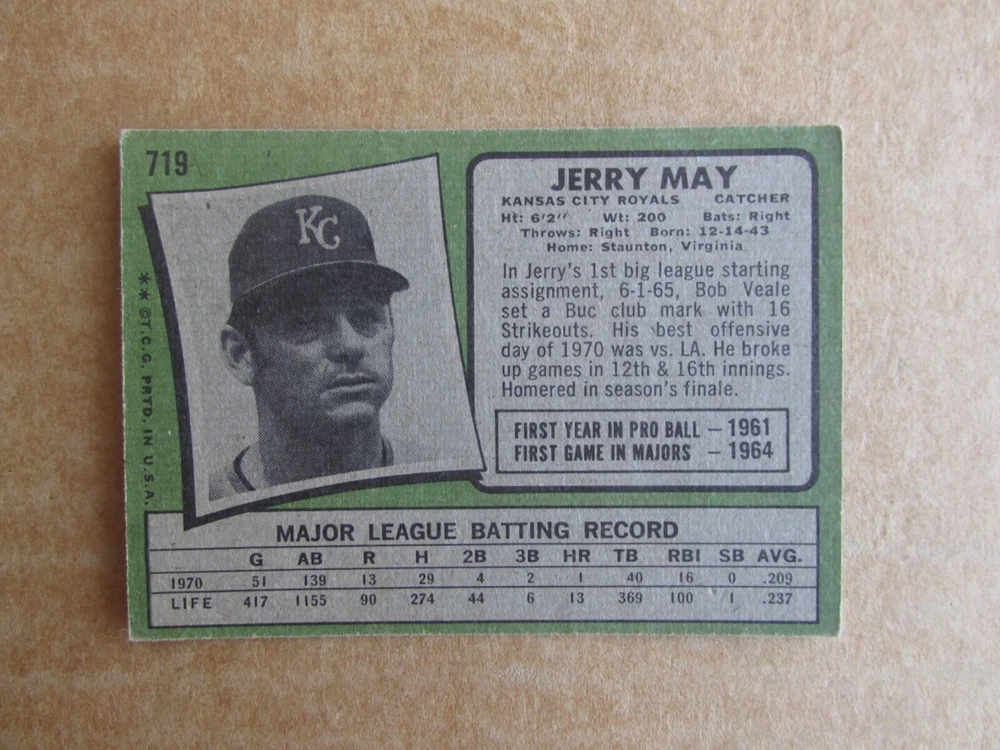 719
KC
JERRY MAY
KANSAS CITY ROYALS CATCHER
Ht: 6'2" Wt: 200 Bats: Right
Throws: Right Born: 12-14-43
Home: Staunton, Virginia
In Jerry's 1st big league starting
assignment, 6-1-65, Bob Veale
set a Buc club mark with 16
Strikeouts. His best offensive
day of 1970 was vs. LA. He broke
up games in 12th & 16th innings.
Homered in season's finale.
FIRST YEAR IN PRO BALL – 1961
FIRST GAME IN MAJORS – 1964
** ©T.C.G. PRTD. IN U.S.A.
MAJOR LEAGUE BATTING RECORD
G AB R H 2B 3B HR TB RBI SB AVG.
1970 51 139 13 29 4 2 1 40 16 0 .209
LIFE 417 1155 90 274 44 6 13 369 100 1 .237